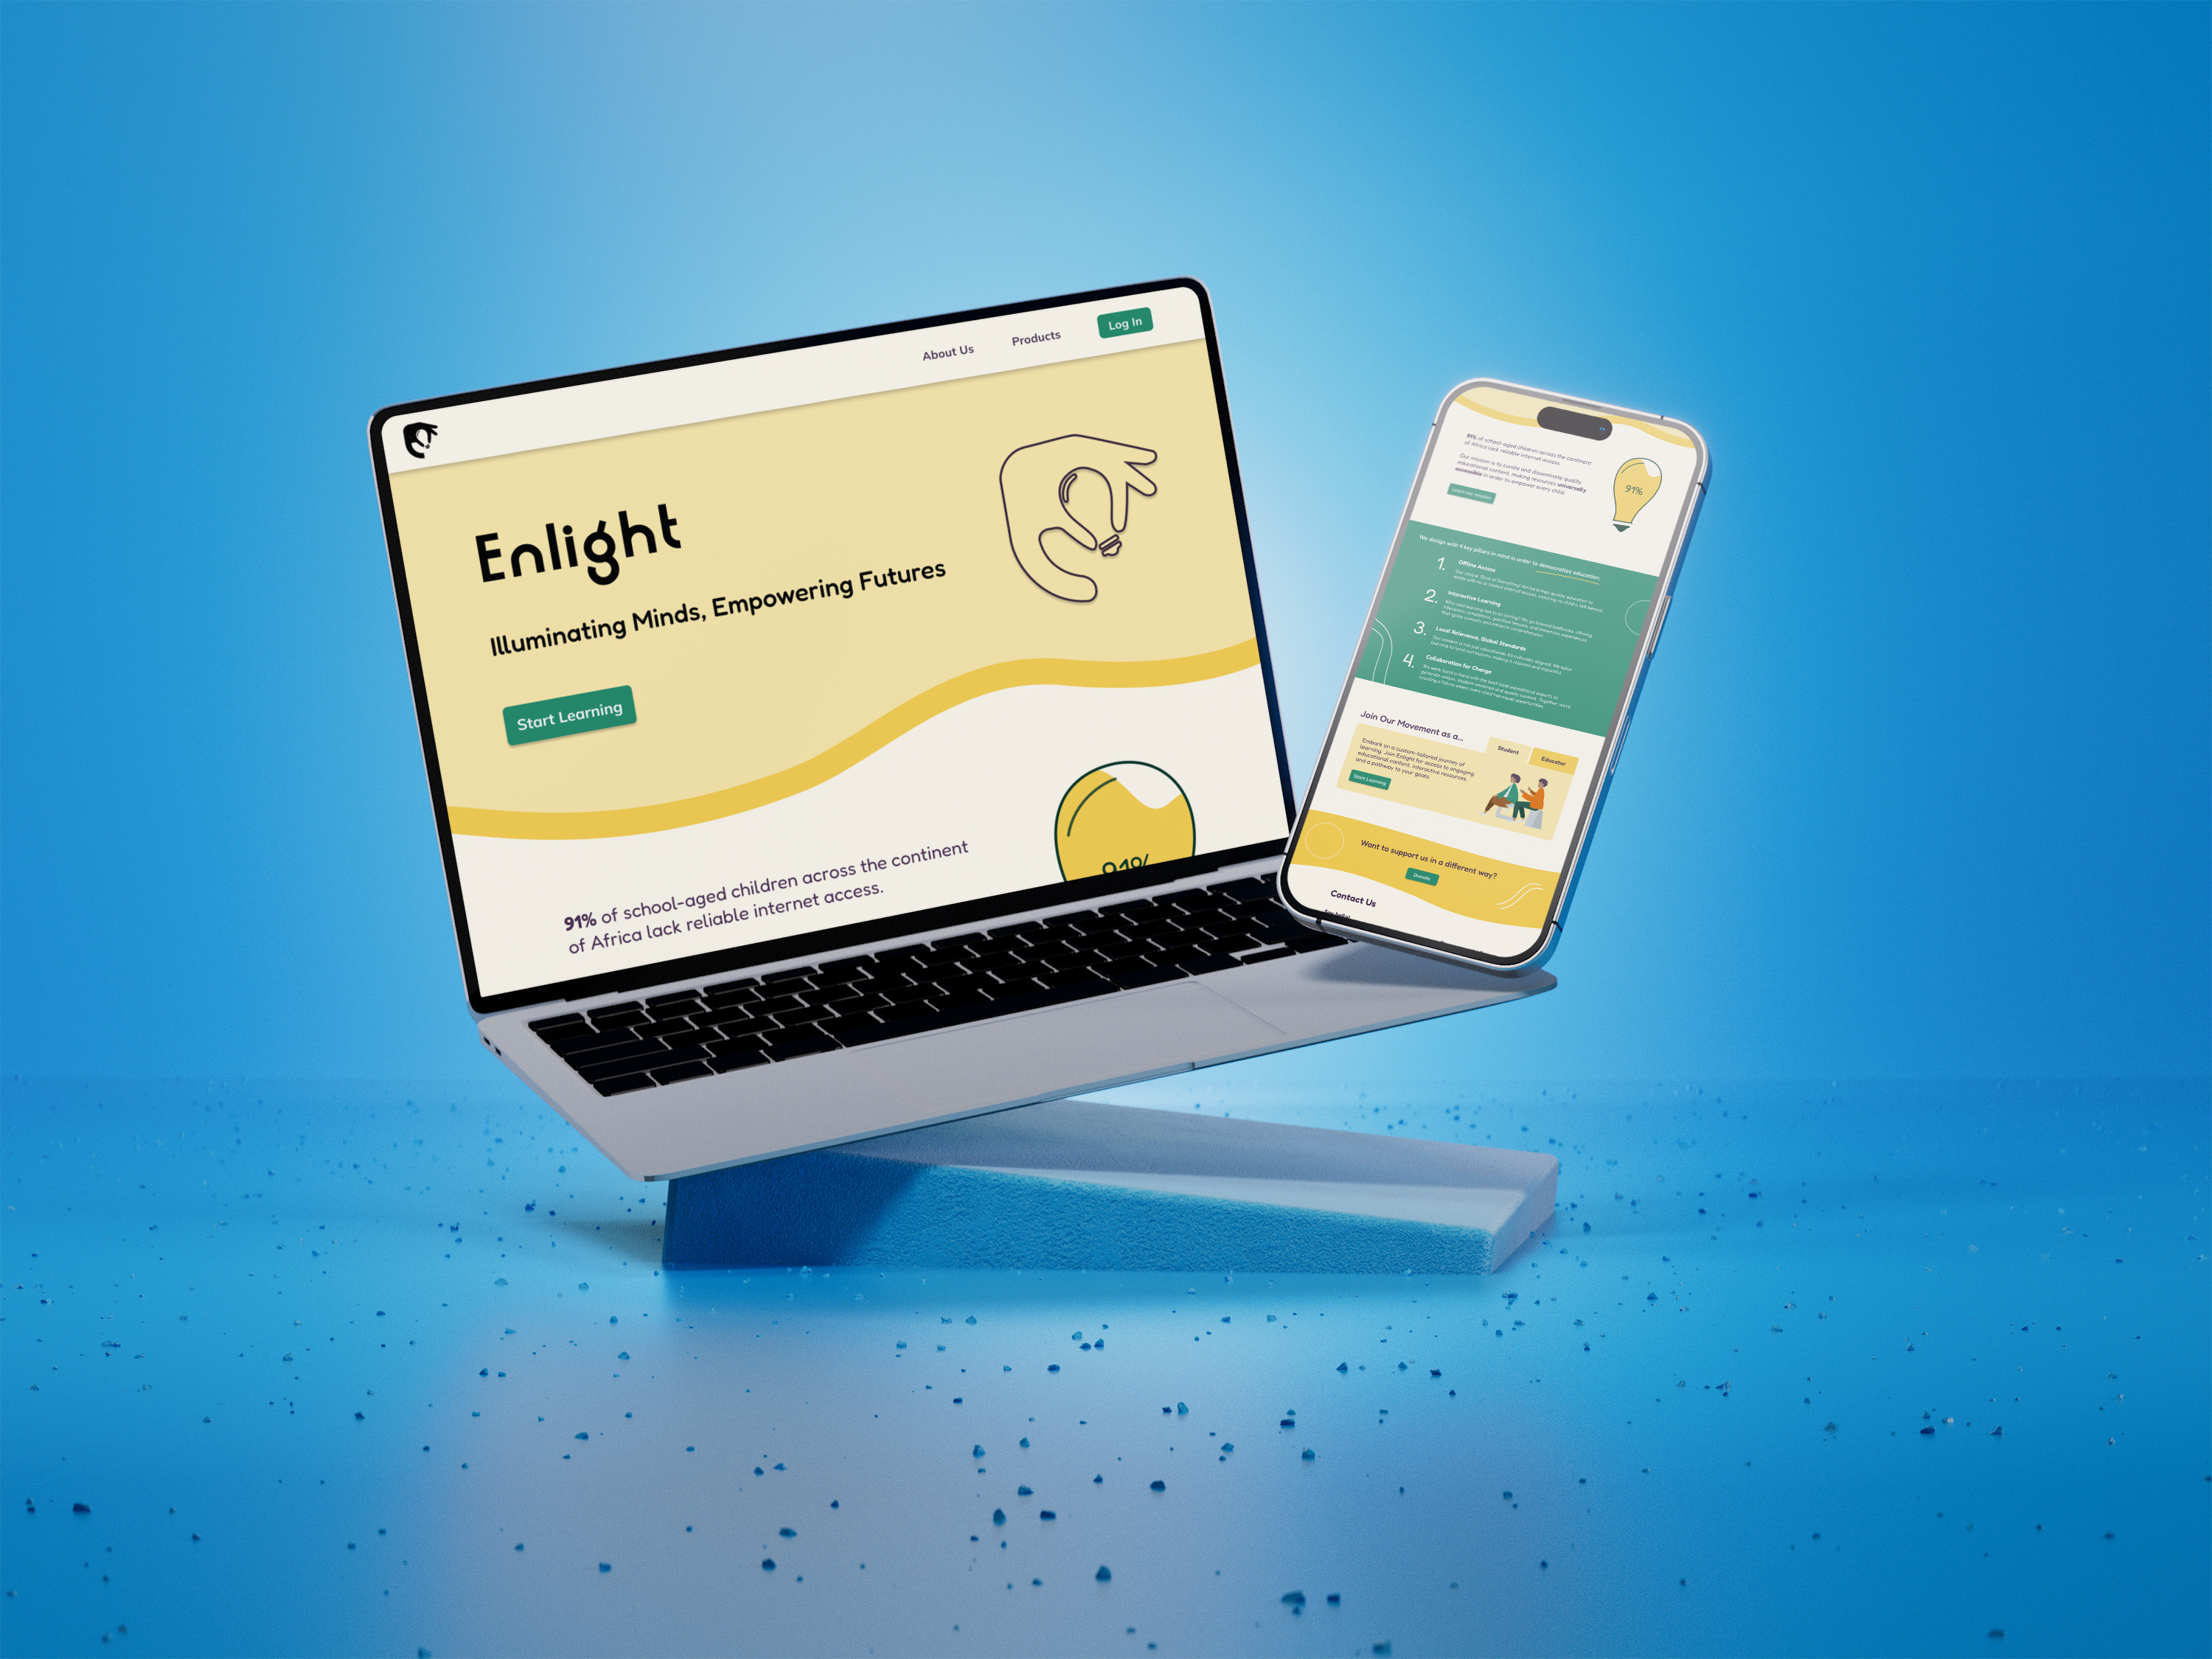 About Us
Products
Log In
Enlight
Illuminating Minds, Empowering Futures
Start Learning
91% of school-aged children across the continent
of Africa lack reliable internet access.
91%
91% of school-aged children across the continent
of Africa lack reliable internet access.
Our mission is to curate and disseminate quality
educational content, making resources universally
accessible in order to empower every child.
Learn our mission
91%
We design with 4 key pillars in mind in order to democratize education:
1.
Offline Access
2.
Interactive Learning
3.
Local Relevance, Global Standards
4.
Collaboration for Change
Join Our Movement as a...
Student
Educator
Embark on a custom-tailored journey of
learning. Join Enlight for access to engaging
educational content, interactive resources,
and a pathway to your goals.
Start Learning
Want to support us in a different way?
Donate
Contact Us